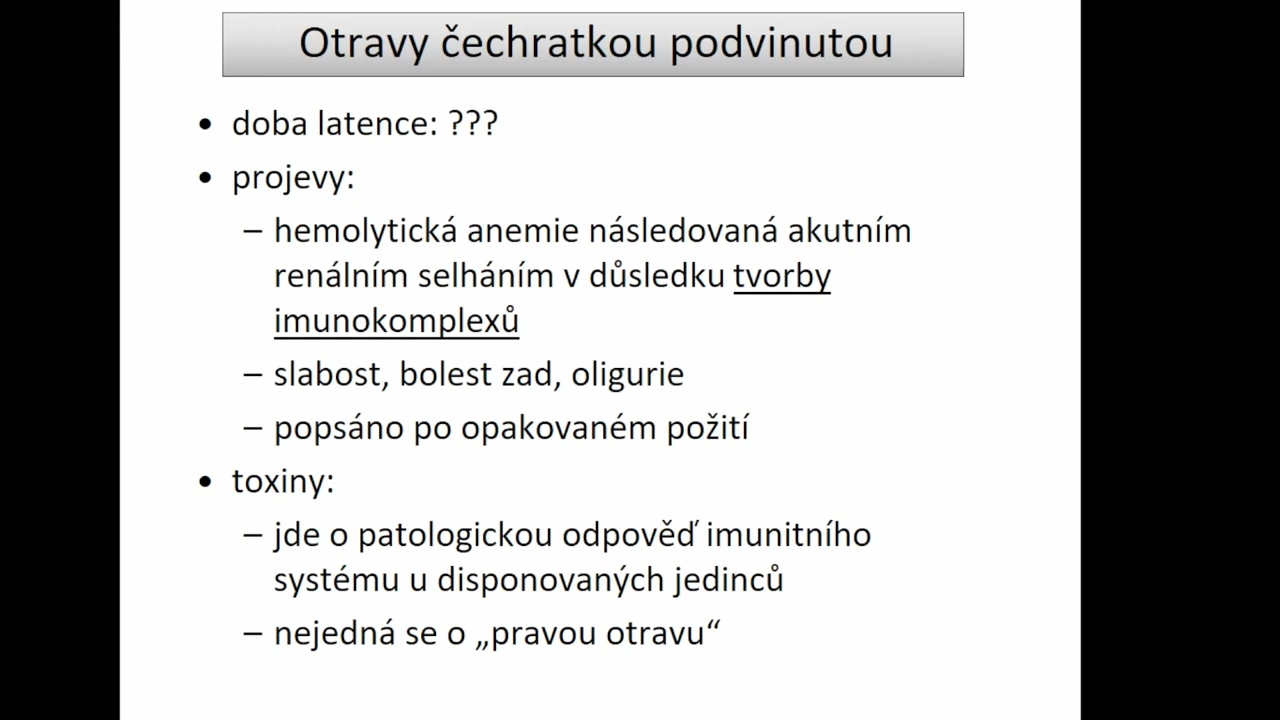 Otravy čechratkou podvinutou
• doba latence: ???
• projevy:
– hemolytická anemie následovaná akutním
renálním selháním v důsledku tvorby
imunokomplexů
– slabost, bolest zad, oligurie
– popsáno po opakovaném požití
• toxiny:
– jde o patologickou odpověď imunitního
systému u disponovaných jedinců
– nejedná se o „pravou otravu“